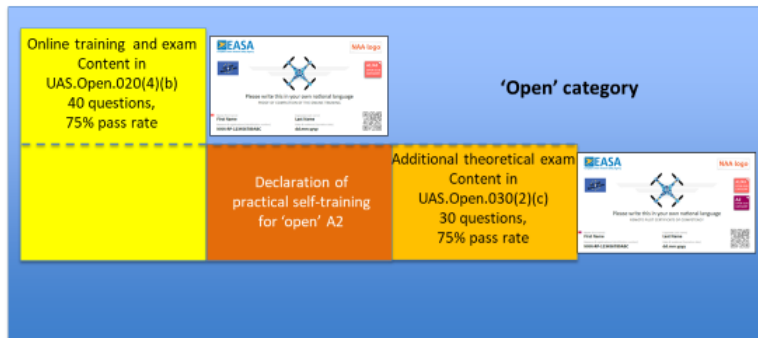 Online training and exam
Content in
UAS.Open.020(4)(b)
40 questions,
75% pass rate
EASA
NAA logo
Please write this in your own national language
First Name
Last Name
'Open' category
Declaration of
practical self-training
for 'open' A2
Additional theoretical exam
Content in
UAS.Open.030(2)(c)
30 questions,
75% pass rate
EASA
NAA logo
Please write this in your own national language
First Name
Last Name